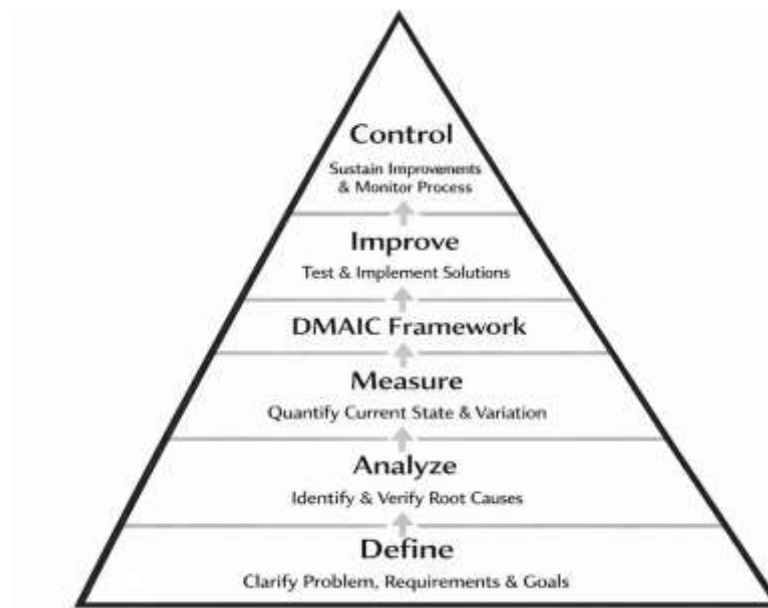 Control
Sustain Improvements
& Monitor Process
Improve
Test & Implement Solutions
DMAIC Framework
Measure
Quantify Current State & Variation
Analyze
Identify & Verify Root Causes
Define
Clarify Problem, Requirements & Goals